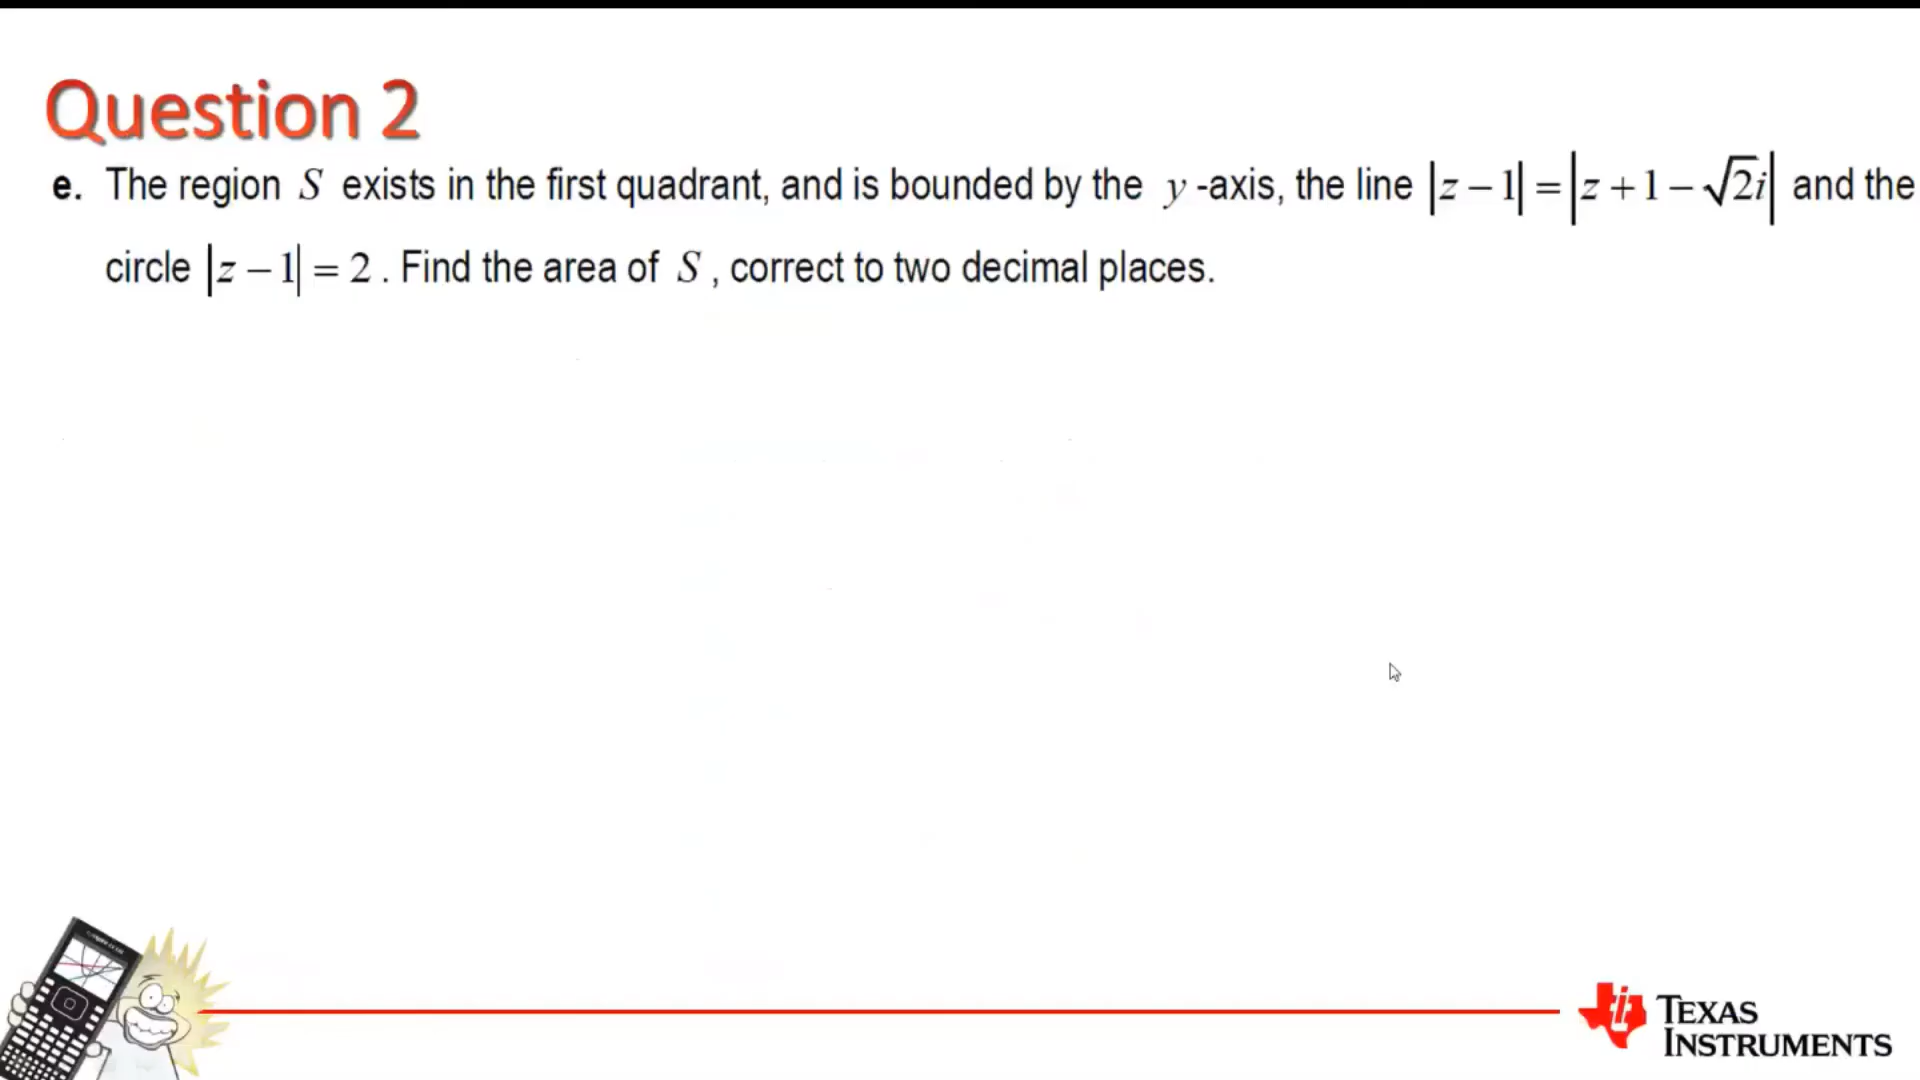 Question 2
e. The region S exists in the first quadrant, and is bounded by the y -axis, the line |z − 1| = |z + 1 − √2i| and the
circle |z − 1| = 2 . Find the area of S , correct to two decimal places.
TEXAS
INSTRUMENTS